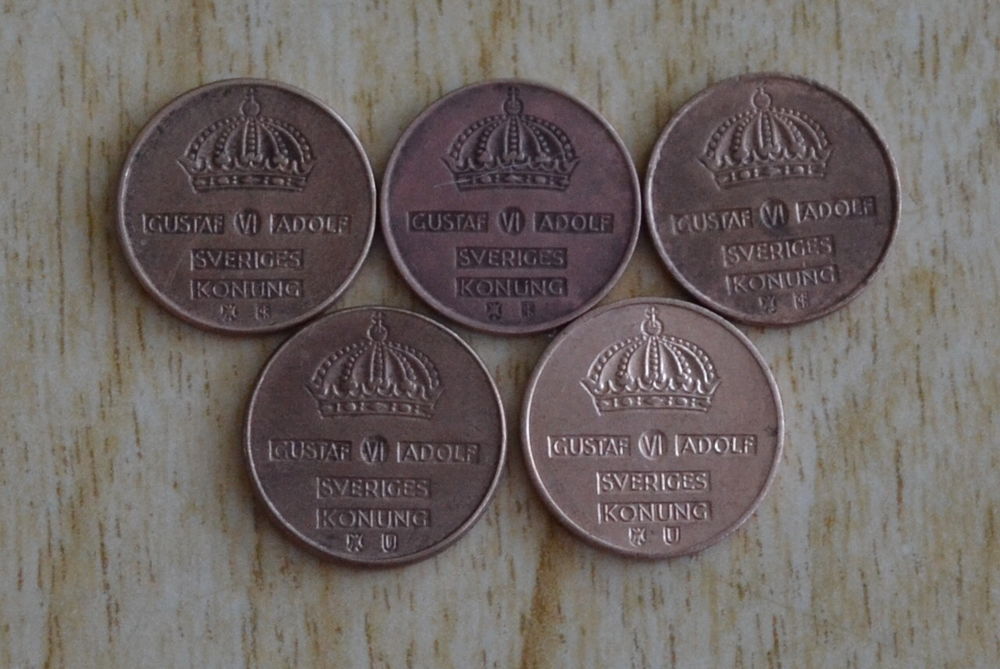 GUSTAF VI ADOLF
SVERIGES
KONUNG
GUSTAF VI ADOLF
SVERIGES
KONUNG
GUSTAF VI ADOLF
SVERIGES
KONUNG
GUSTAF VI ADOLF
SVERIGES
KONUNG
U
GUSTAF VI ADOLF
SVERIGES
KONUNG
U